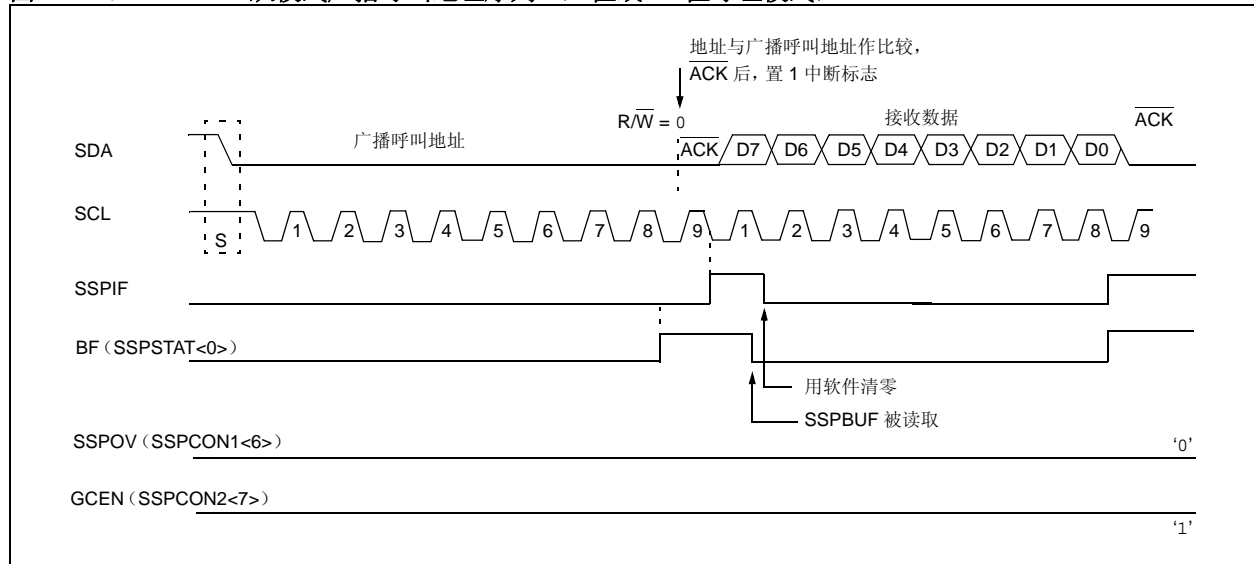 地址与广播呼叫地址作比较，
ACK 后，置 1 中断标志
R/W = 0
接收数据
ACK
广播呼叫地址
SDA
ACK D7 D6 D5 D4 D3 D2 D1 D0
SCL
S
1 2 3 4 5 6 7 8 9 1 2 3 4 5 6 7 8 9
SSPIF
BF（SSPSTAT<0>）
用软件清零
SSPBUF 被读取
SSPOV（SSPCON1<6>）
‘0’
GCEN（SSPCON2<7>）
‘1’